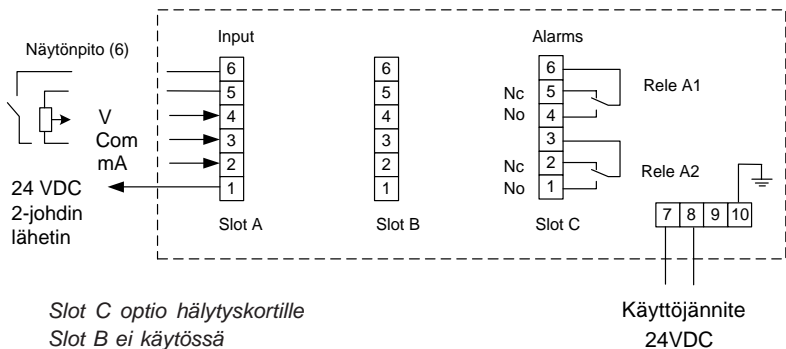 Input
Alarms
Näytönpito (6)
6
5
4
3
2
1
V
Com
mA
24 VDC
2-johdin
lähetin
Slot A
6
5
4
3
2
1
Slot B
6
5
4
3
2
1
Nc
No
Nc
No
Rele A1
Rele A2
Slot C
7 8 9 10
Slot C optio hälytyskortille
Slot B ei käytössä
Käyttöjännite
24VDC